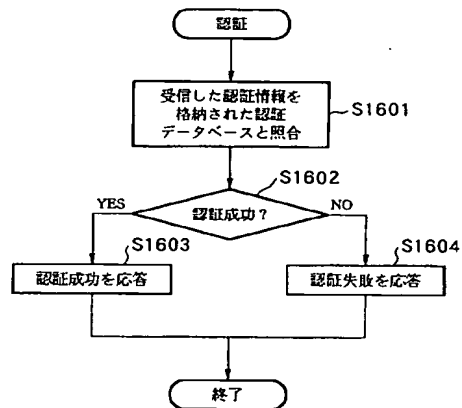 認証
受信した認証情報を
格納された認証
データベースと照合
S1601
S1602
YES
認証成功?
NO
S1603
認証成功を応答
S1604
認証失敗を応答
終了